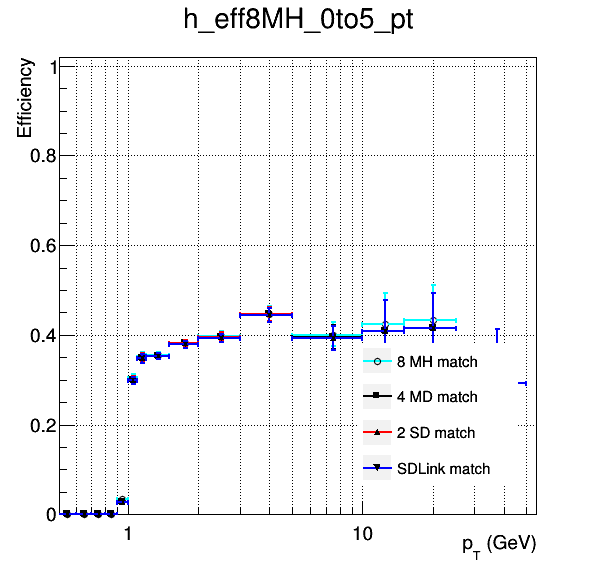 h_eff8MH_0to5_pt
Efficiency
1
0.8
0.6
0.4
0.2
0
8 MH match
4 MD match
2 SD match
SDLink match
1
10
p_T (GeV)